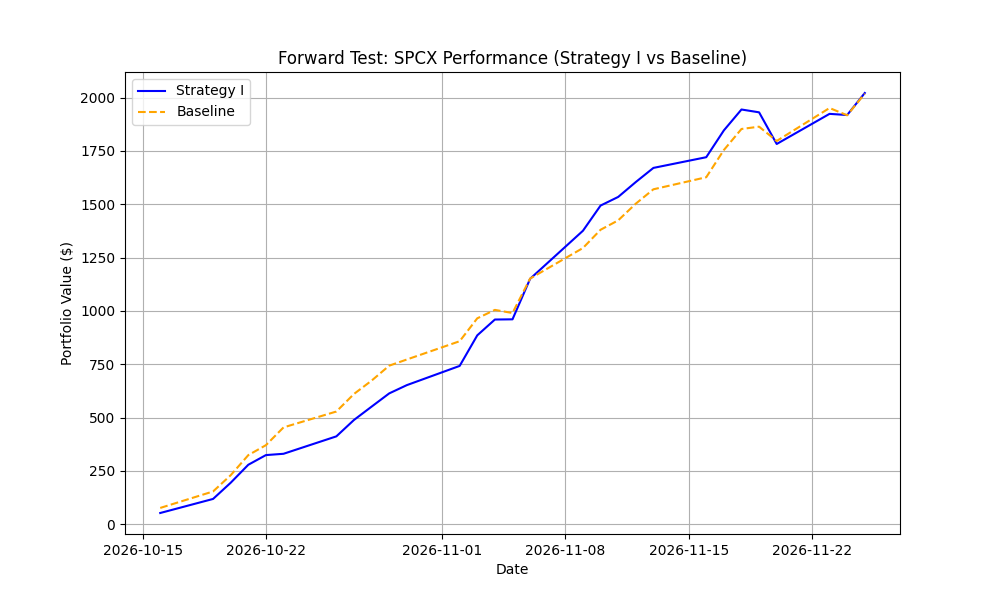 Forward Test: SPCX Performance (Strategy I vs Baseline)
Strategy I
Baseline
Portfolio Value ($)
2000
1750
1500
1250
1000
750
500
250
0
2026-10-15 2026-10-22 2026-11-01 2026-11-08 2026-11-15 2026-11-22
Date